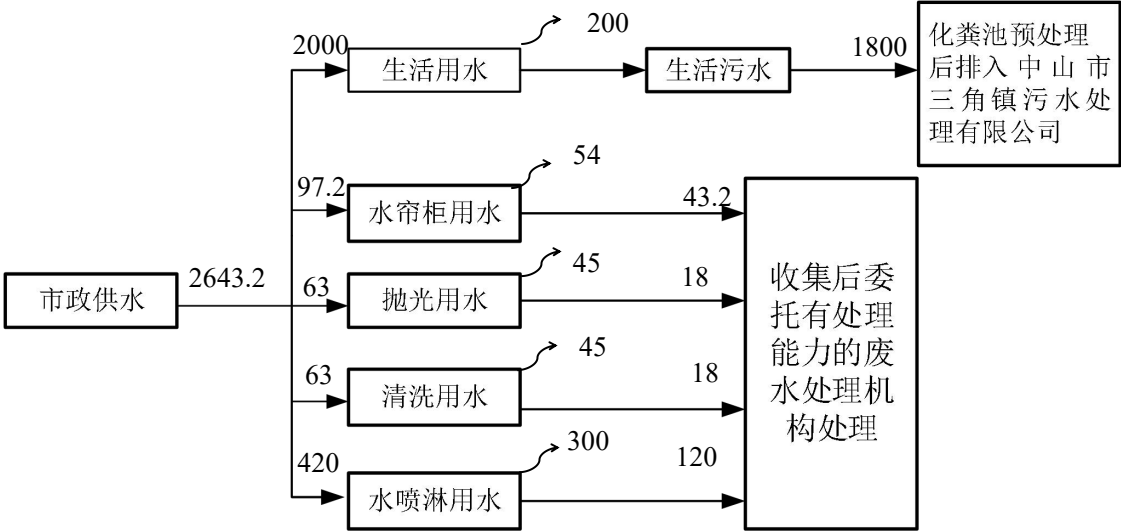 200
2000
生活用水
生活污水
1800
化粪池预处理
后排入中山市
三角镇污水处
理有限公司
54
97.2
水帘柜用水
43.2
市政供水
2643.2
45
63
抛光用水
18
收集后委
托有处理
能力的废
水处理机
构处理
45
63
清洗用水
18
300
420
水喷淋用水
120